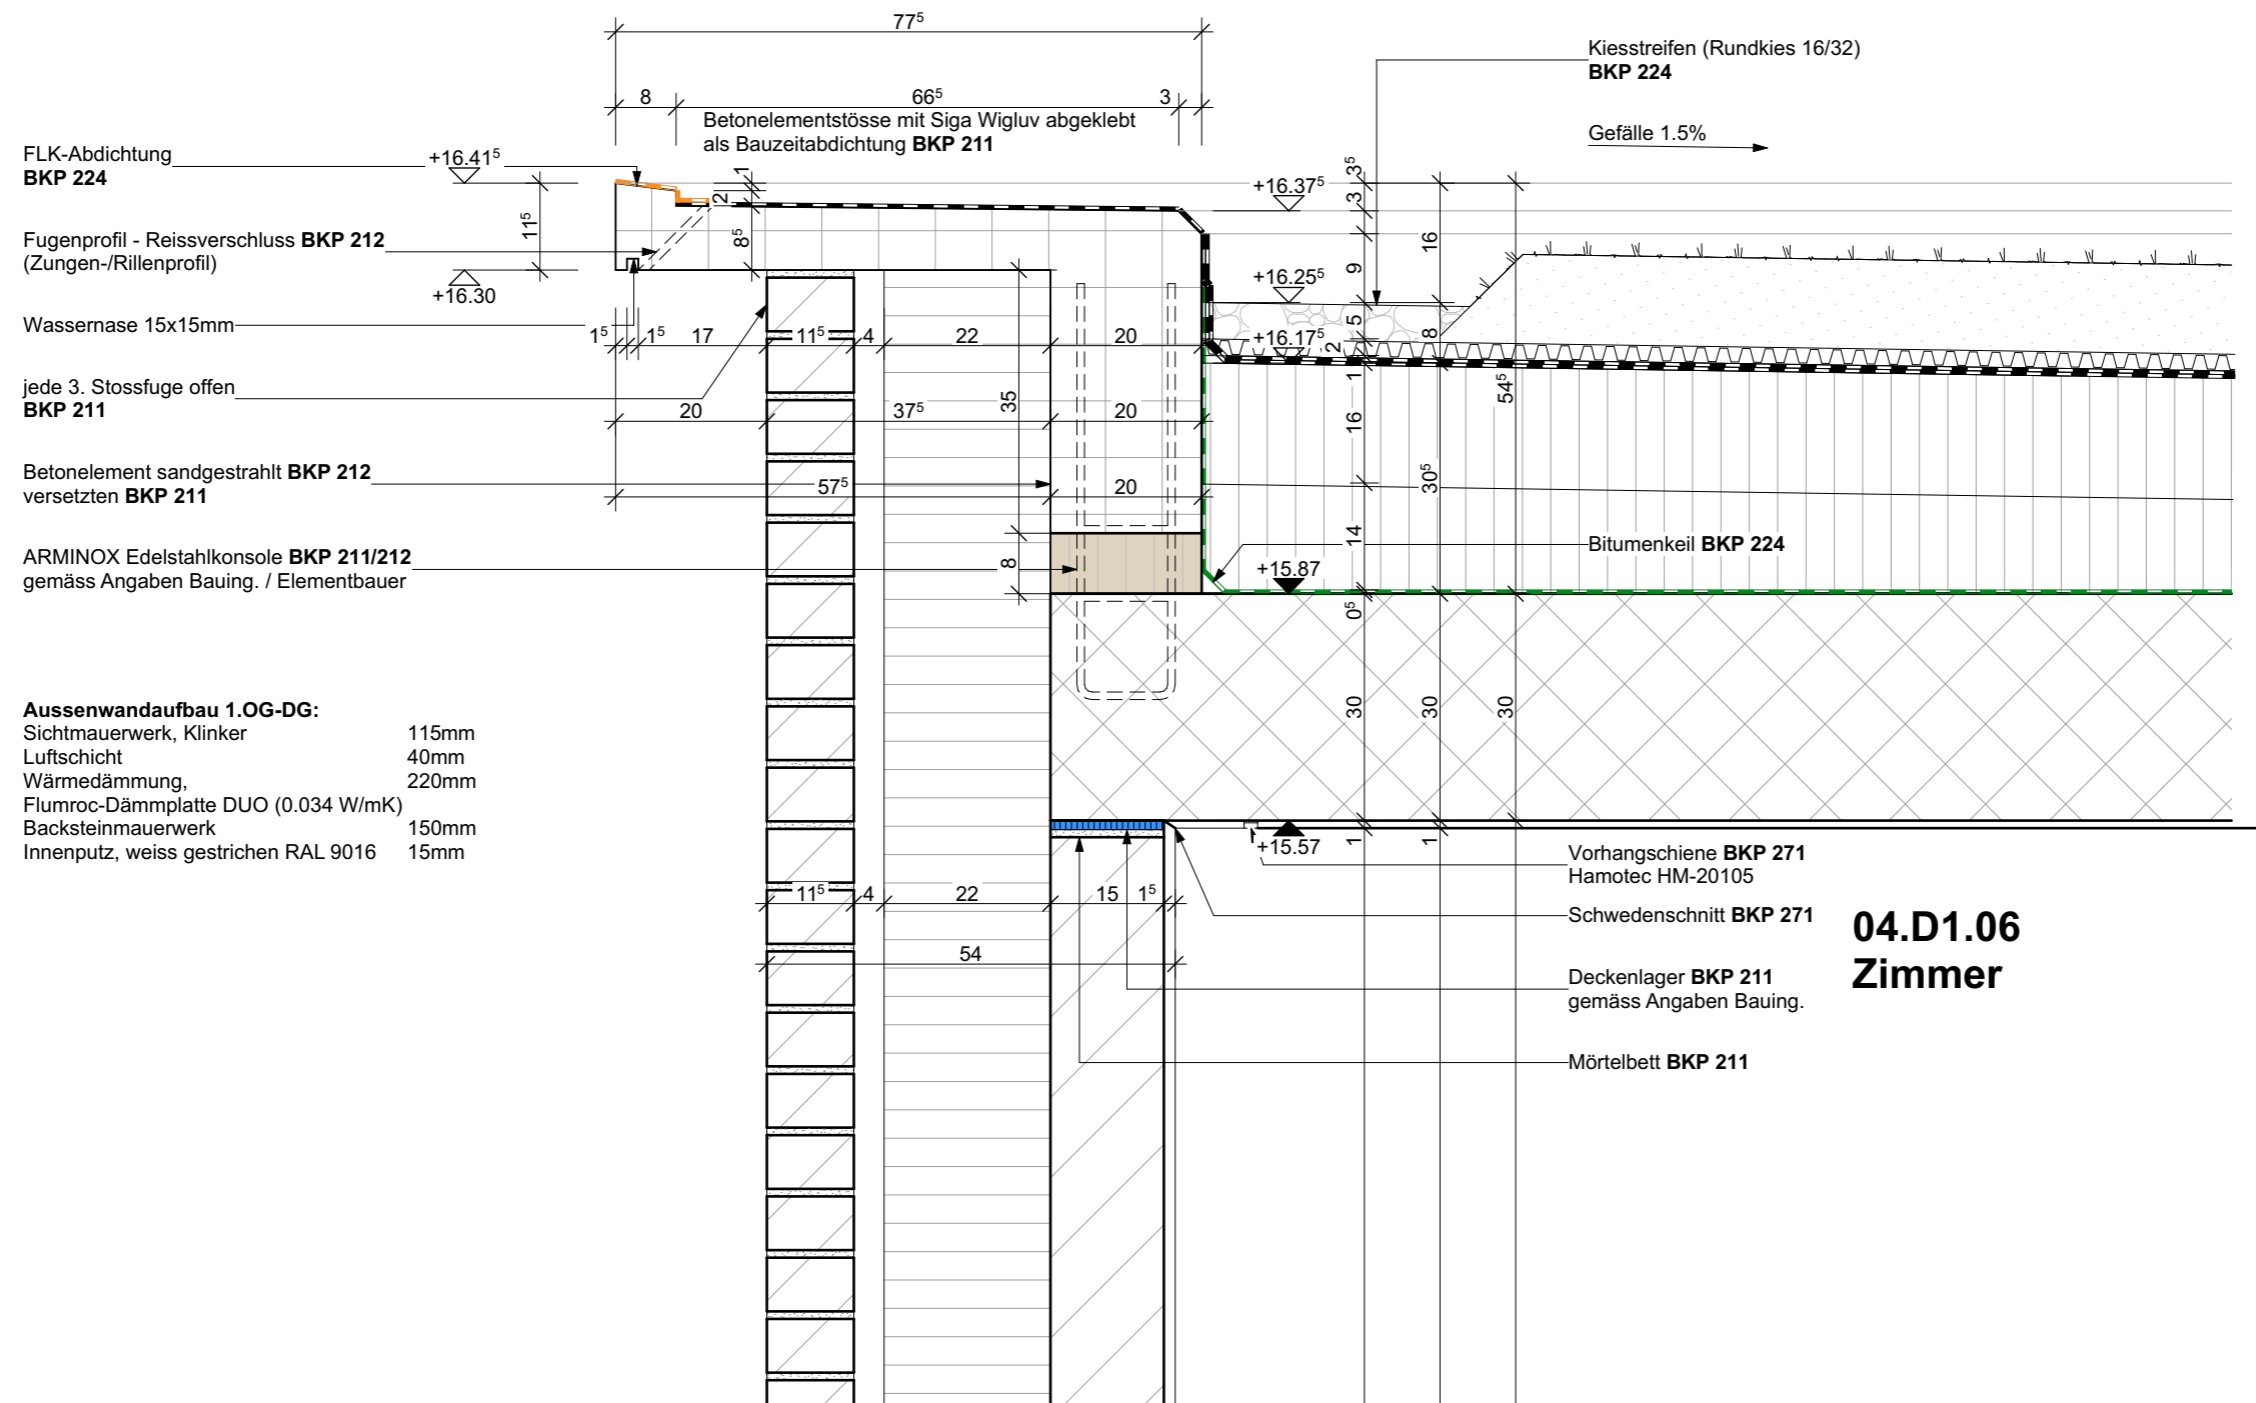 77⁵
8
66⁵
3
Betonelementstösse mit Siga Wigluv abgeklebt
als Bauzeitabdichtung BKP 211
Kiesstreifen (Rundkies 16/32)
BKP 224
Gefälle 1.5%
FLK-Abdichtung
BKP 224
+16.41⁵
1
2
8⁵
11⁵
+16.37⁵
3⁵
3
9
16
Fugenprofil - Reissverschluss BKP 212
(Zungen-/Rillenprofil)
+16.30
+16.25⁵
5
8
Wassernase 15x15mm
1⁵
1⁵
17
11⁵
4
22
20
+16.17⁵
2
1
jede 3. Stossfuge offen
BKP 211
20
37⁵
35
20
16
54⁵
Betonelement sandgestrahlt BKP 212
versetzten BKP 211
57⁵
20
30⁵
14
ARMINOX Edelstahlkonsole BKP 211/212
gemäss Angaben Bauing. / Elementbauer
8
+15.87
Bitumenkeil BKP 224
0⁵
30
30
30
Aussenwandaufbau 1.OG-DG:
Sichtmauerwerk, Klinker 115mm
Luftschicht 40mm
Wärmedämmung, 220mm
Flumroc-Dämmplatte DUO (0.034 W/mK)
Backsteinmauerwerk 150mm
Innenputz, weiss gestrichen RAL 9016 15mm
+15.57
1
1
Vorhangschiene BKP 271
Hamotec HM-20105
11⁵
4
22
15
1⁵
Schwedenschnitt BKP 271
54
04.D1.06
Zimmer
Deckenlager BKP 211
gemäss Angaben Bauing.
Mörtelbett BKP 211